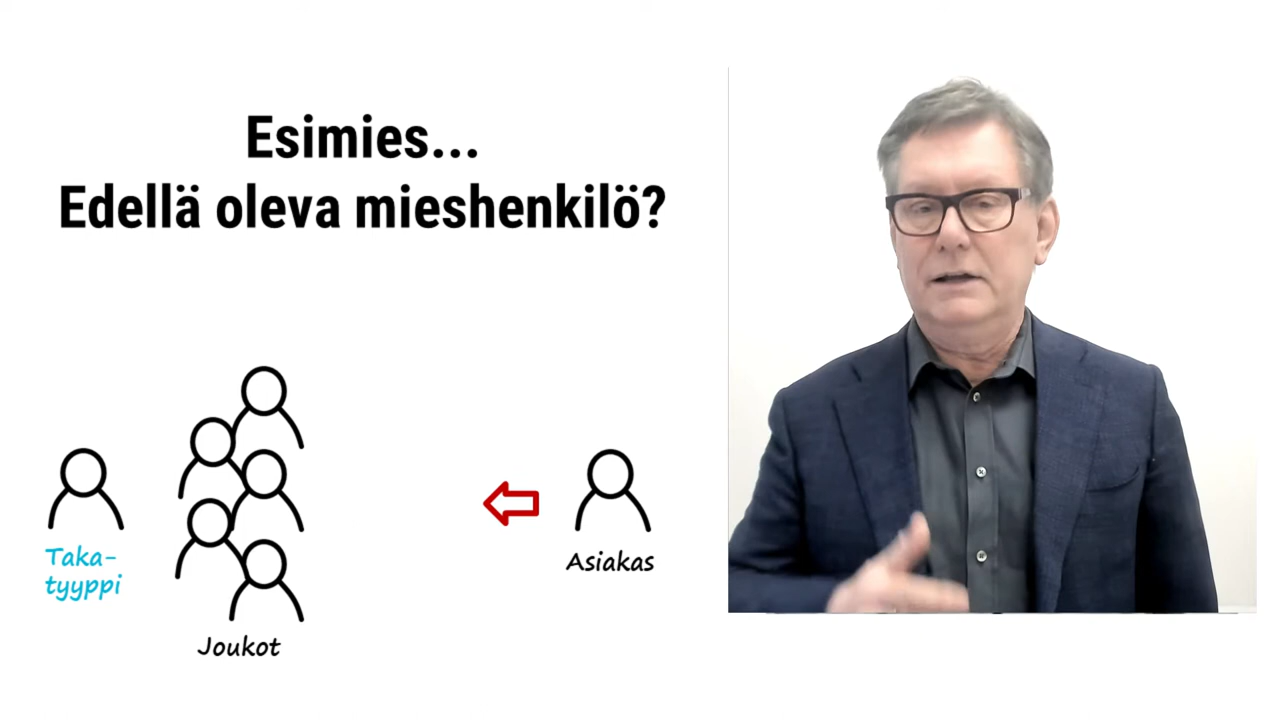 Esimies...
Edellä oleva mieshenkilö?
Taka-
tyyppi
Joukot
Asiakas